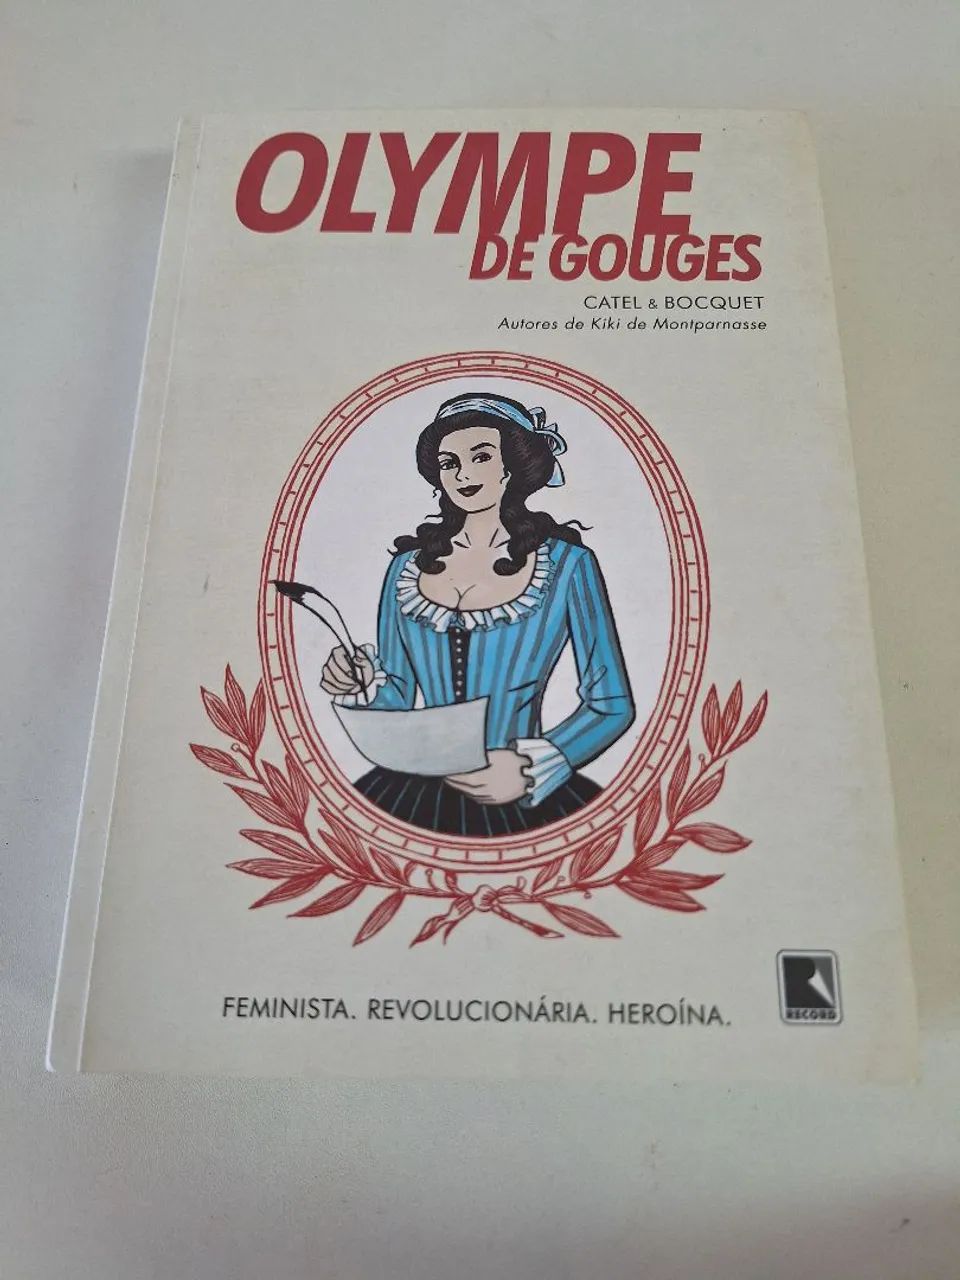 OLYMPE
DE GOUGES
CATEL & BOCQUET
Autores de Kiki de Montparnasse
FEMINISTA. REVOLUCIONÁRIA. HEROÍNA.
RECORD